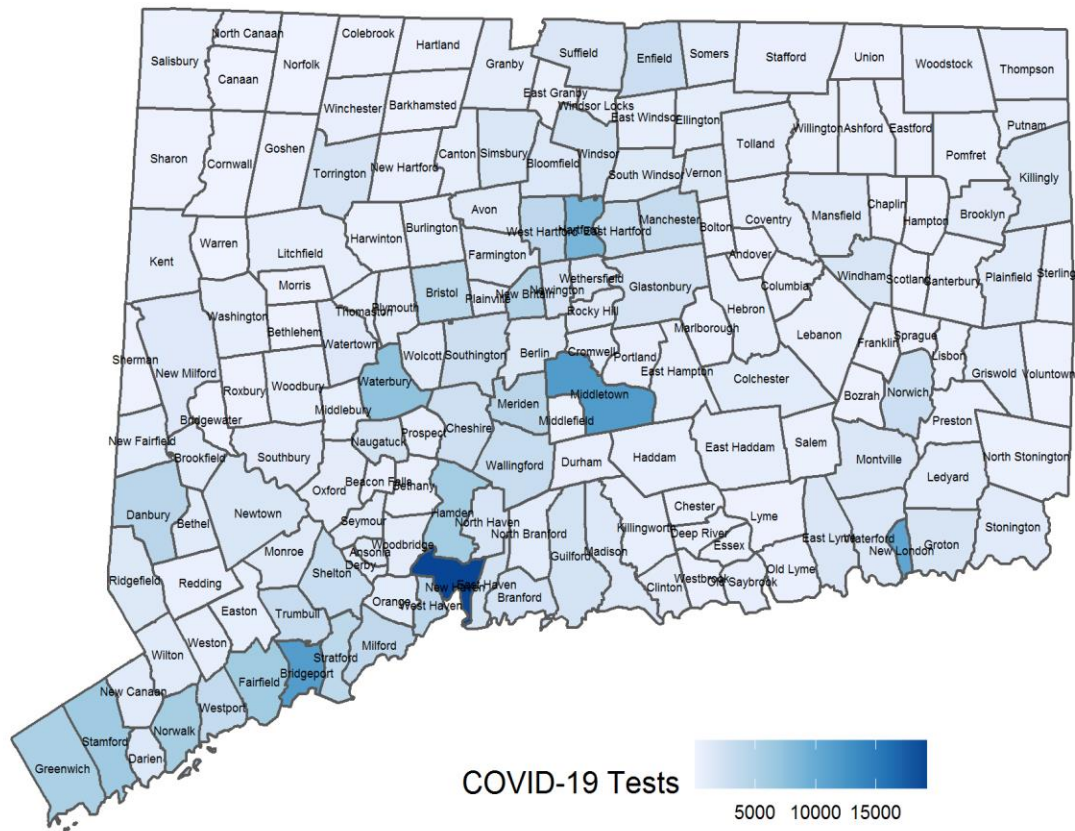 North Canaan
Colebrook
Hartland
Suffield
Enfield
Somers
Stafford
Union
Woodstock
Thompson
Salisbury
Canaan
Norfolk
Granby
East Granby
Winchester
Barkhamsted
Windsor Locks
East Windsor
Ellington
Willington
Ashford
Eastford
Putnam
Sharon
Cornwall
Goshen
Torrington
New Hartford
Canton
Simsbury
Bloomfield
Windsor
South Windsor
Vernon
Tolland
Pomfret
Killingly
Kent
Warren
Litchfield
Harwinton
Burlington
Avon
West Hartford
Hartford
East Hartford
Manchester
Bolton
Coventry
Mansfield
Chaplin
Hampton
Brooklyn
Farmington
Andover
Morris
Bristol
Plainville
New Britain
Newington
Wethersfield
Glastonbury
Columbia
Windham
Scotland
Canterbury
Plainfield
Sterling
Washington
Bethlehem
Thomaston
Plymouth
Rocky Hill
Marlborough
Hebron
Lebanon
Franklin
Sprague
Lisbon
Sherman
New Milford
Watertown
Wolcott
Southington
Berlin
Cromwell
Portland
East Hampton
Colchester
Griswold
Voluntown
Roxbury
Woodbury
Waterbury
Bridgewater
Middlebury
Meriden
Middletown
Middlefield
Bozrah
Norwich
Preston
New Fairfield
Brookfield
Southbury
Naugatuck
Prospect
Cheshire
Wallingford
Durham
Haddam
East Haddam
Salem
Montville
North Stonington
Danbury
Bethel
Newtown
Oxford
Beacon Falls
Bethany
Hamden
North Haven
Ledyard
Seymour
Woodbridge
North Branford
Guilford
Madison
Killingworth
Chester
Deep River
Essex
Lyme
East Lyme
Waterford
New London
Groton
Stonington
Ridgefield
Redding
Monroe
Shelton
Ansonia
Derby
Orange
New Haven
East Haven
West Haven
Branford
Clinton
Westbrook
Old Saybrook
Old Lyme
Easton
Trumbull
Weston
Wilton
Stratford
Milford
New Canaan
Fairfield
Bridgeport
Westport
Norwalk
Stamford
Darien
Greenwich
COVID-19 Tests
5000 10000 15000